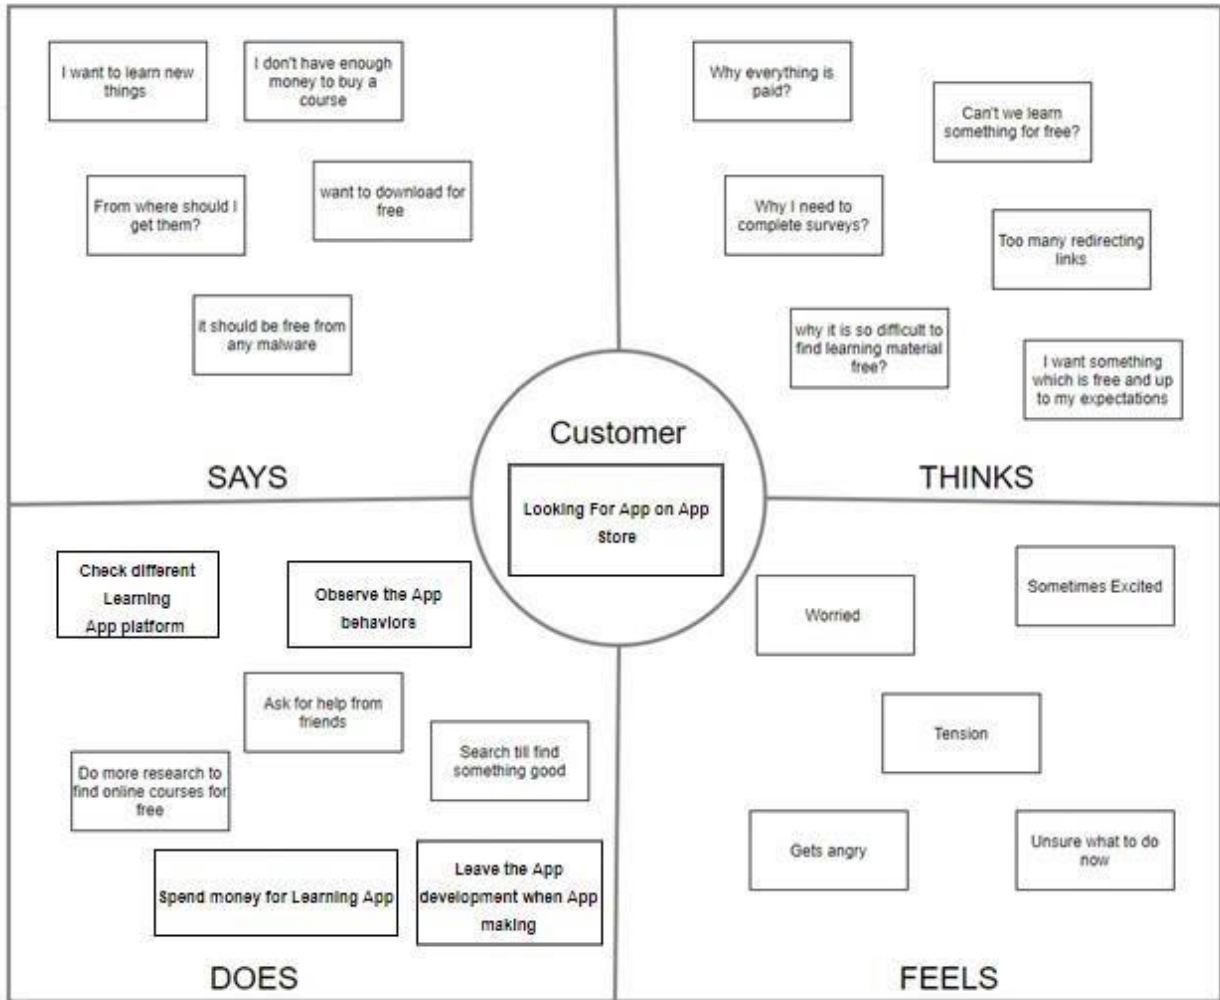 I want to learn new
things
I don't have enough
money to buy a
course
From where should I
get them?
want to download for
free
it should be free from
any malware
SAYS
Why everything is
paid?
Can't we learn
something for free?
Why I need to
complete surveys?
Too many redirecting
links
why it is so difficult to
find learning material
free?
I want something
which is free and up
to my expectations
THINKS
Customer
Looking For App on App
Store
Check different
Learning
App platform
Observe the App
behaviors
Ask for help from
friends
Search till find
something good
Do more research to
find online courses for
free
Spend money for Learning App
Leave the App
development when App
making
DOES
Worried
Sometimes Excited
Tension
Gets angry
Unsure what to do
now
FEELS